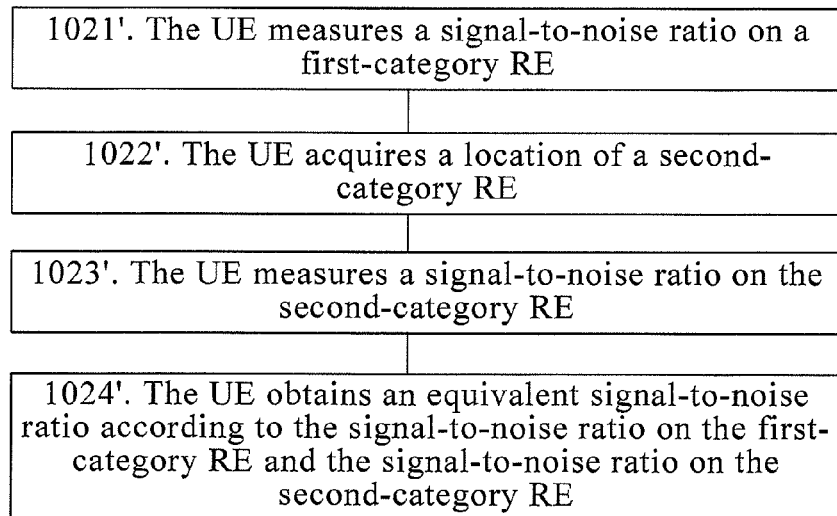 1021'. The UE measures a signal-to-noise ratio on a
first-category RE
1022'. The UE acquires a location of a second-
category RE
1023'. The UE measures a signal-to-noise ratio on the
second-category RE
1024'. The UE obtains an equivalent signal-to-noise
ratio according to the signal-to-noise ratio on the first-
category RE and the signal-to-noise ratio on the
second-category RE